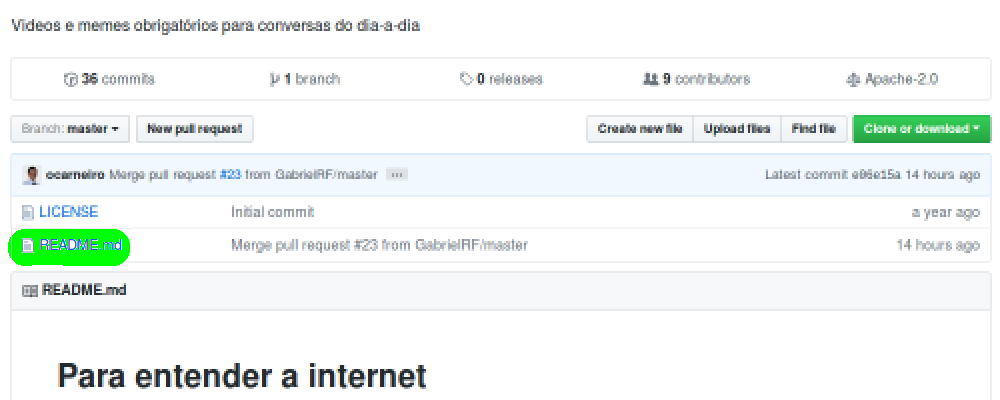 Videos e memes obrigatórios para conversas do dia-a-dia
36 commits 1 branch 0 releases 9 contributors Apache-2.0
Branch: master New pull request Create new file Upload files Find file Clone or download
ocarneiro Merge pull request #23 from GabrielRF/master ... Latest commit e06e15a 14 hours ago
LICENSE Initial commit a year ago
README.md Merge pull request #23 from GabrielRF/master 14 hours ago
README.md
Para entender a internet